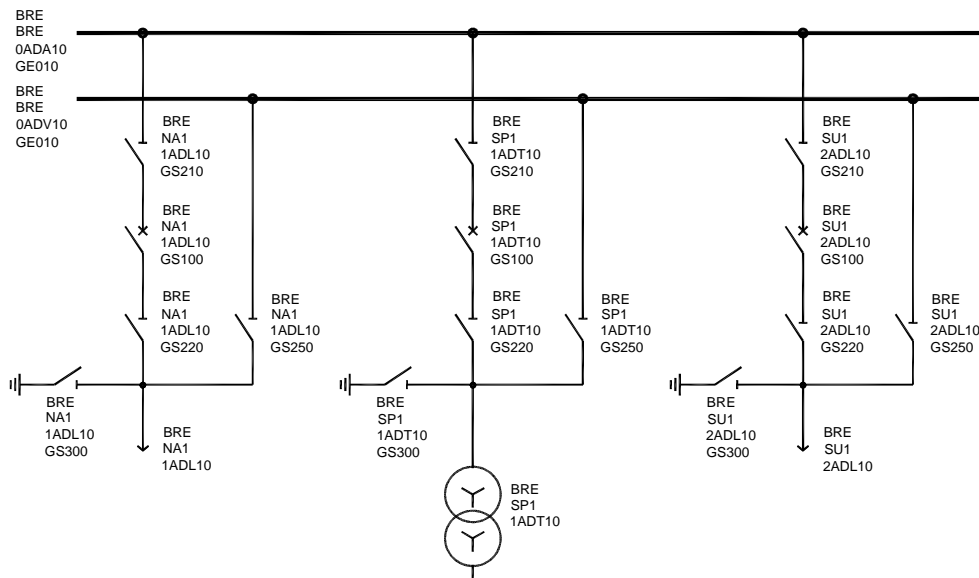 BRE
BRE
0ADA10
GE010
BRE
BRE
0ADV10
GE010
BRE
NA1
1ADL10
GS210
BRE
SP1
1ADT10
GS210
BRE
SU1
2ADL10
GS210
BRE
NA1
1ADL10
GS100
BRE
SP1
1ADT10
GS100
BRE
SU1
2ADL10
GS100
BRE
NA1
1ADL10
GS220
BRE
NA1
1ADL10
GS250
BRE
SP1
1ADT10
GS220
BRE
SP1
1ADT10
GS250
BRE
SU1
2ADL10
GS220
BRE
SU1
2ADL10
GS250
BRE
NA1
1ADL10
GS300
BRE
NA1
1ADL10
BRE
SP1
1ADT10
GS300
BRE
SU1
2ADL10
GS300
BRE
SU1
2ADL10
BRE
SP1
1ADT10